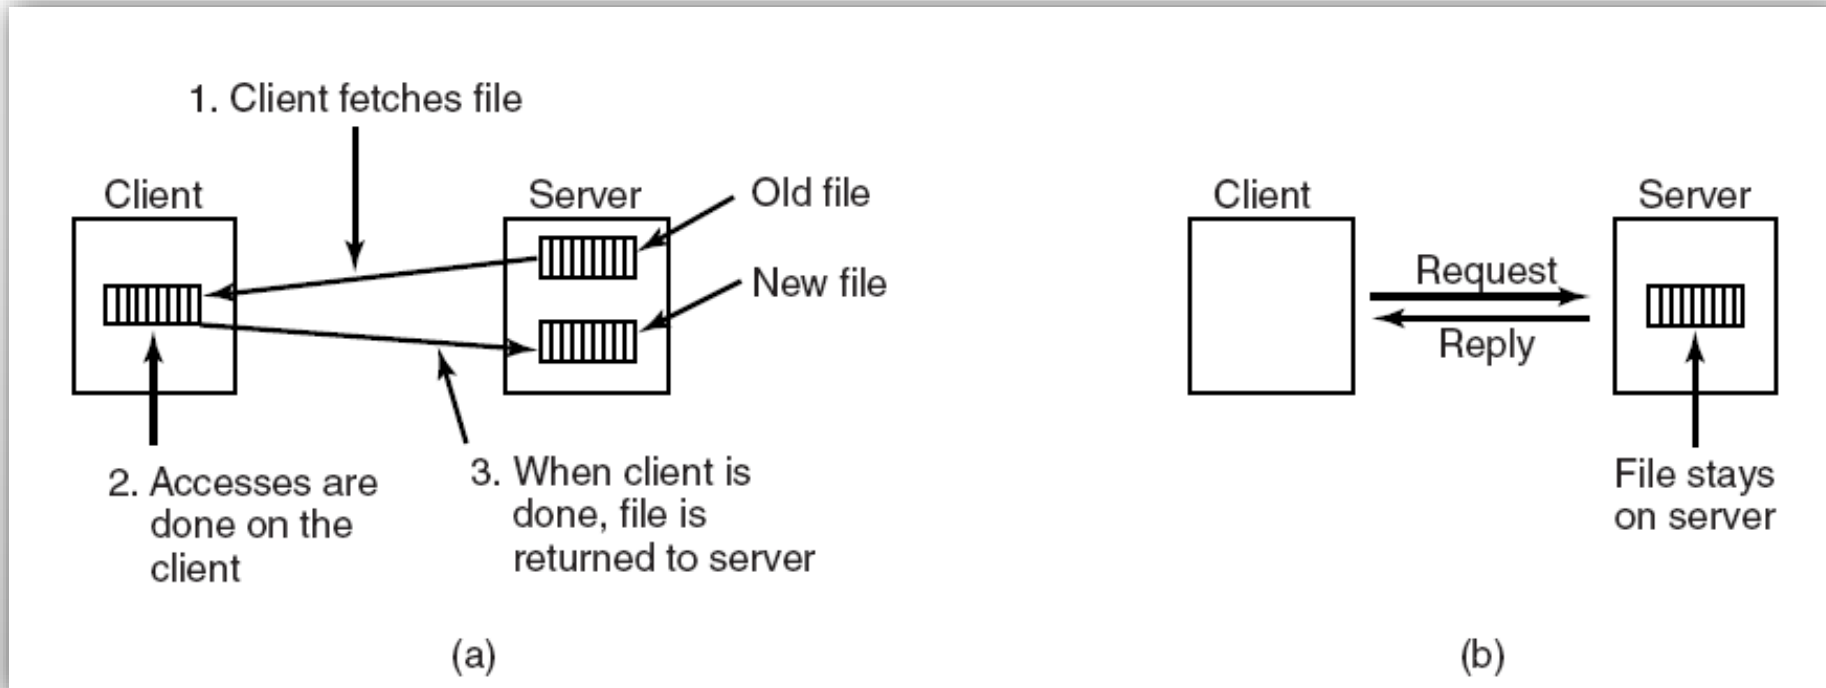 1. Client fetches file
Client
Server
Old file
New file
2. Accesses are
done on the
client
3. When client is
done, file is
returned to server
(a)
Client
Server
Request
Reply
File stays
on server
(b)